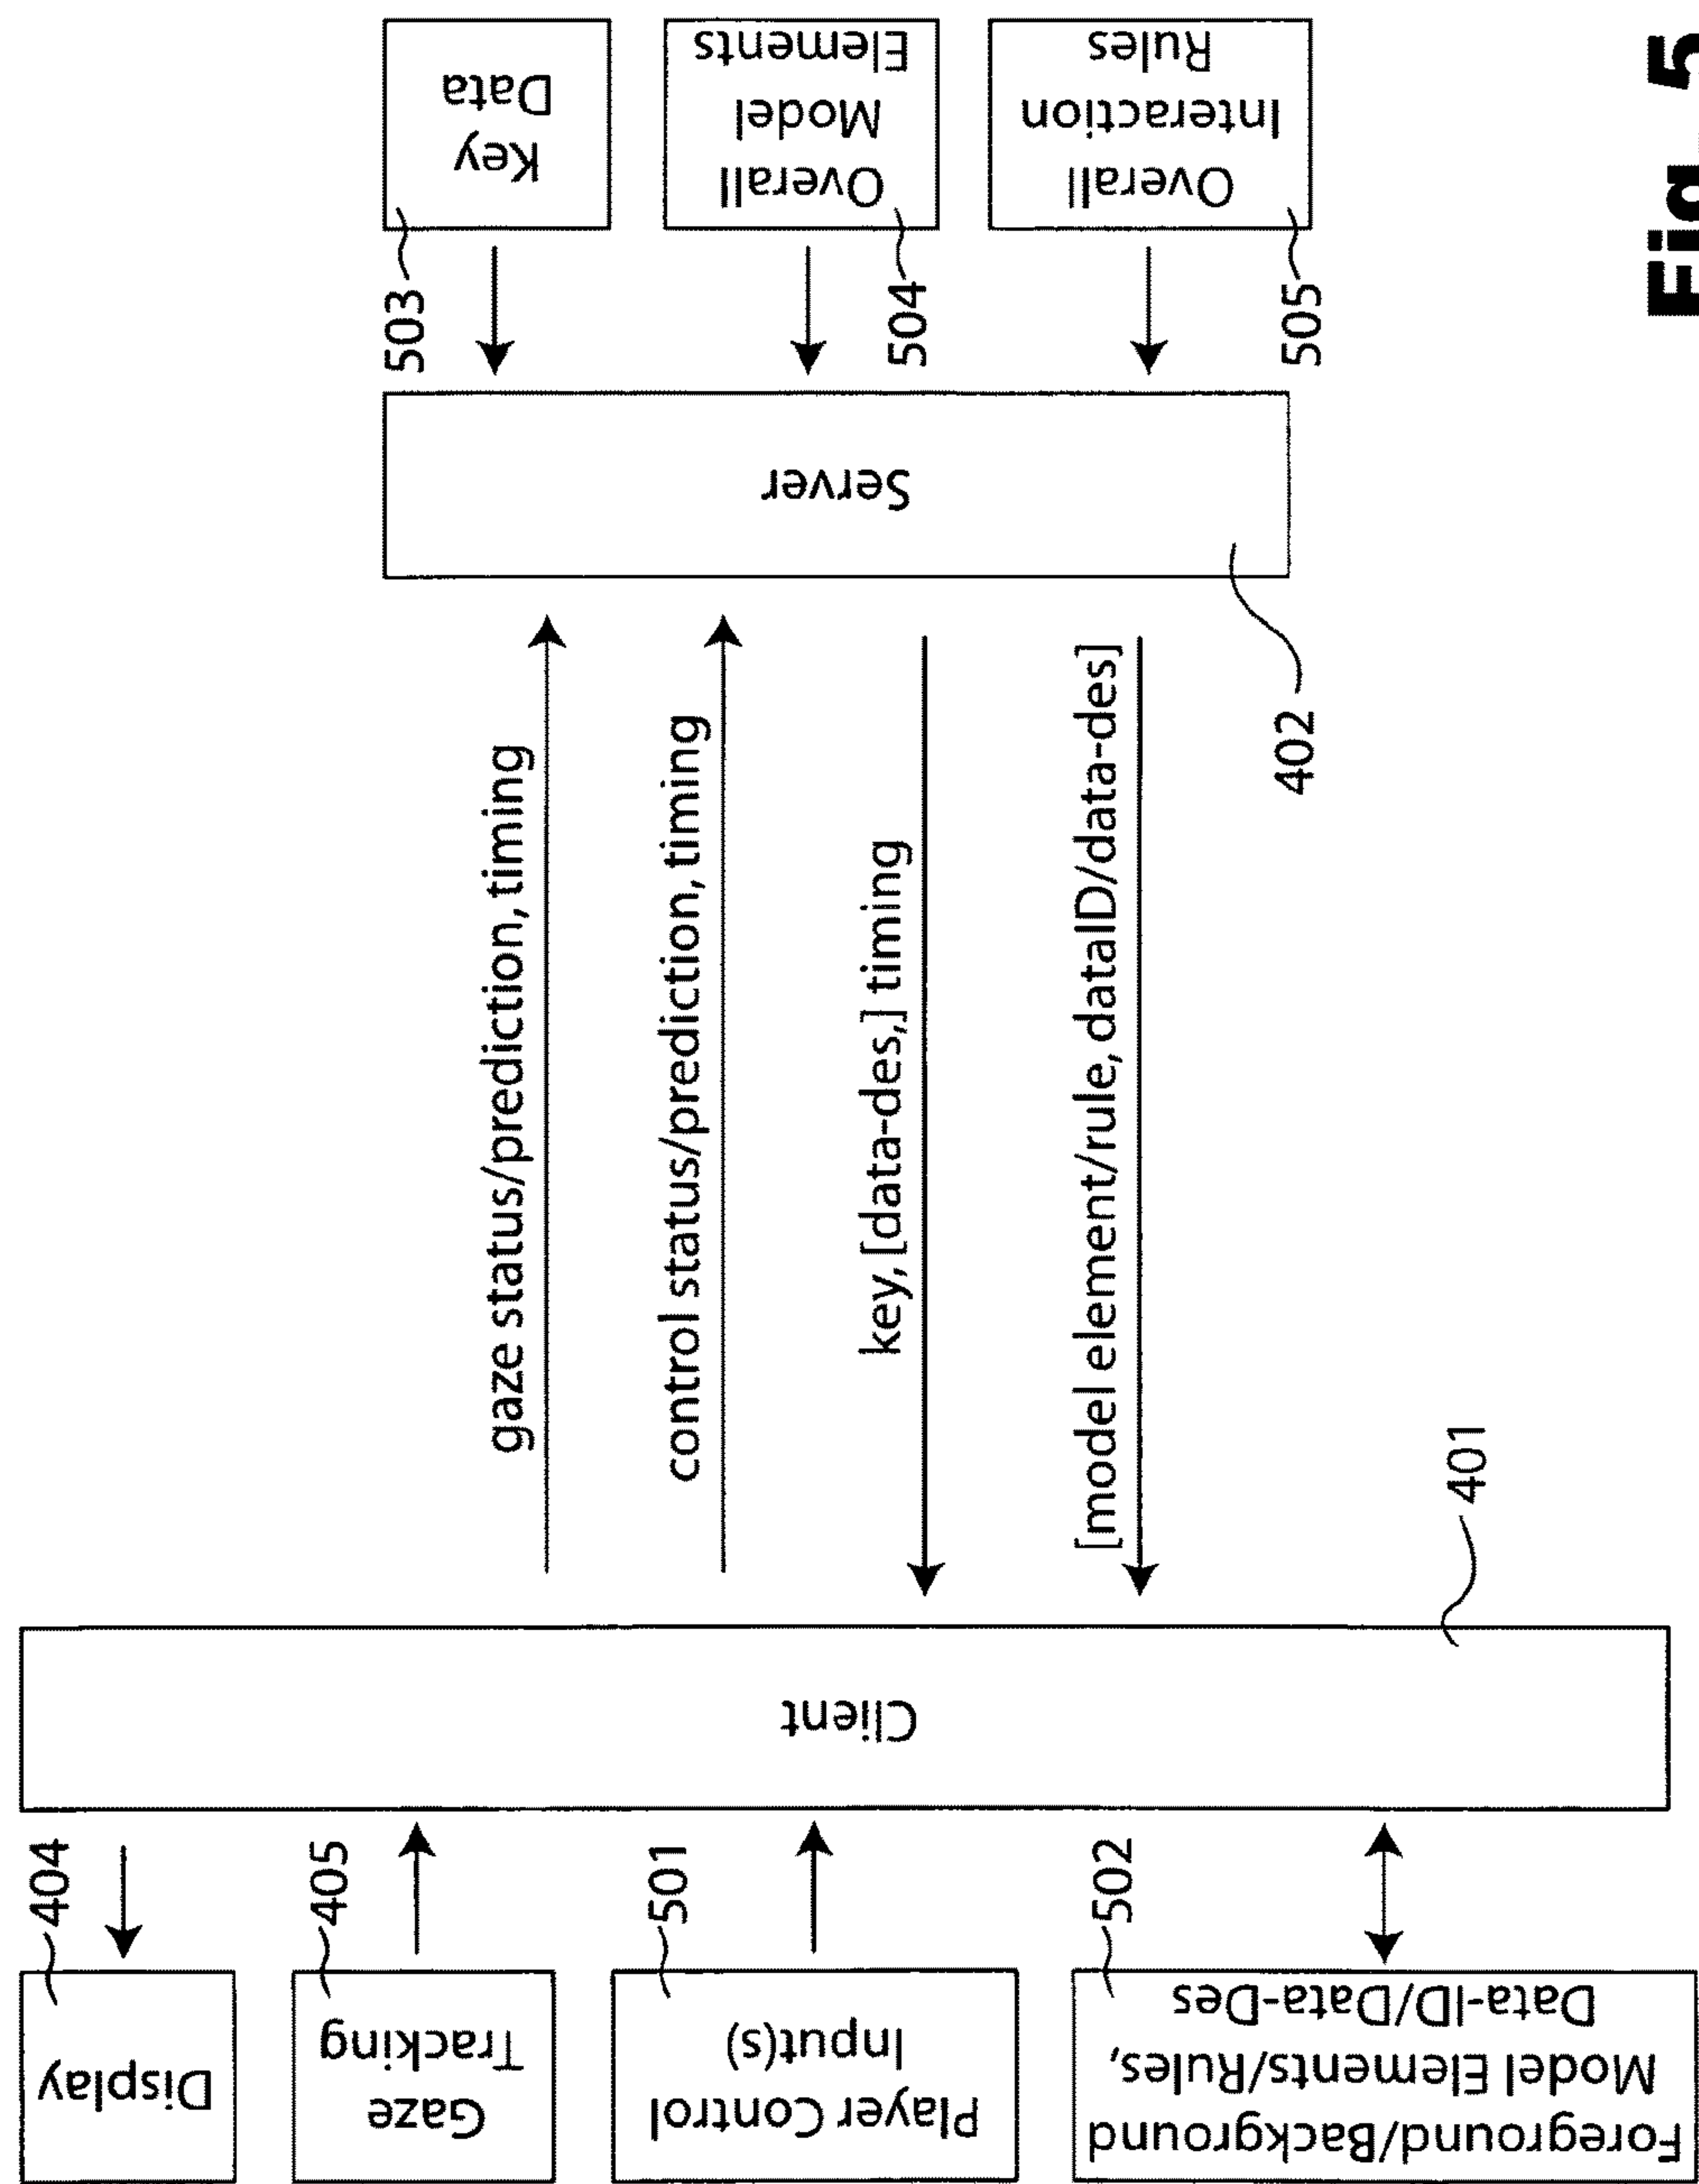 Display
404
Gaze
Tracking
405
Player Control
Input(s)
501
Foreground/Background
Model Elements/Rules,
Data-ID/Data-Des
502
Client
401
gaze status/prediction, timing
control status/prediction, timing
key, [data-des,] timing
[model element/rule, dataID/data-des]
Server
402
503
Key
Data
504
Overall
Model
Elements
505
Overall
Interaction
Rules
Fig. 5